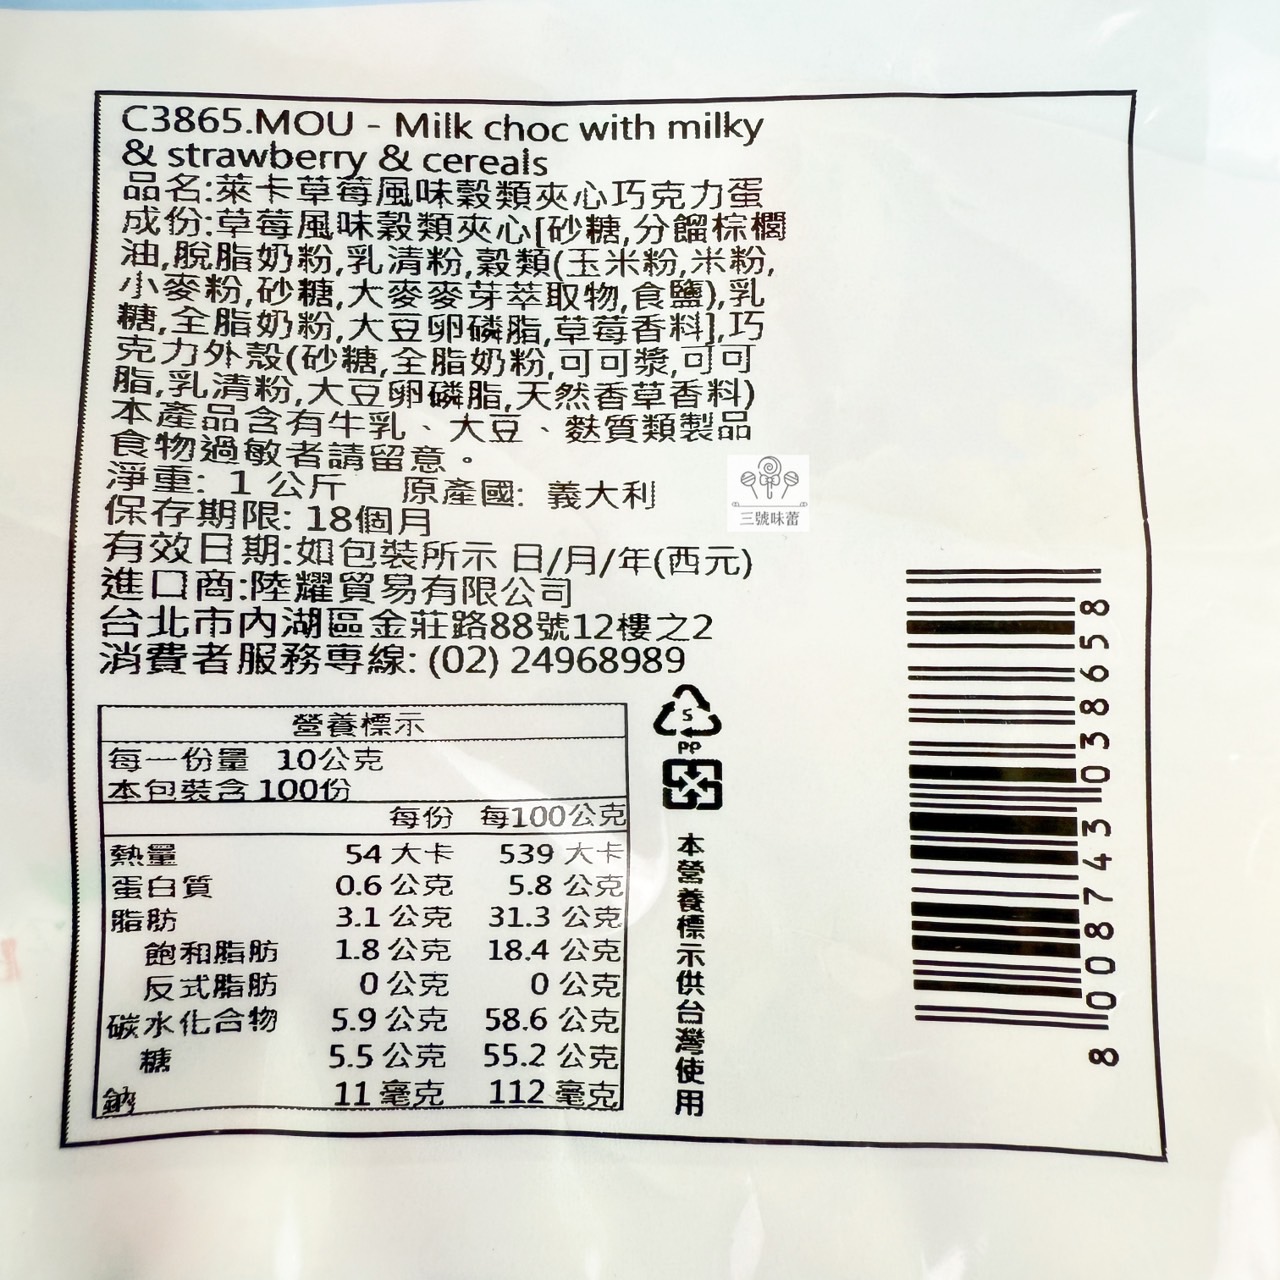 C3865.MOU - Milk choc with milky
& strawberry & cereals
品名:萊卡草莓風味穀類夾心巧克力蛋
成份:草莓風味穀類夾心[砂糖,分餾棕櫚
油,脫脂奶粉,乳清粉,穀類(玉米粉,米粉,
小麥粉,砂糖,大麥麥芽萃取物,食鹽),乳
糖,全脂奶粉,大豆卵磷脂,草莓香料],巧
克力外殼(砂糖,全脂奶粉,可可漿,可可
脂,乳清粉,大豆卵磷脂,天然香草香料)
本產品含有牛乳、大豆、麩質類製品
食物過敏者請留意。
淨重: 1 公斤 原產國: 義大利
保存期限: 18個月
有效日期:如包裝所示 日/月/年(西元)
進口商:陸耀貿易有限公司
台北市內湖區金莊路88號12樓之2
消費者服務専線: (02) 24968989
三號味蕾
8008743038658
營養標示
每一份量 10公克
本包裝含 100份
每份 每100公克
熱量 54 大卡 539 大卡
蛋白質 0.6 公克 5.8 公克
脂肪 3.1 公克 31.3 公克
飽和脂肪 1.8 公克 18.4 公克
反式脂肪 0 公克 0 公克
碳水化合物 5.9 公克 58.6 公克
糖 5.5 公克 55.2 公克
鈉 11 毫克 112 毫克
5
PP
本營養標示供台灣使用